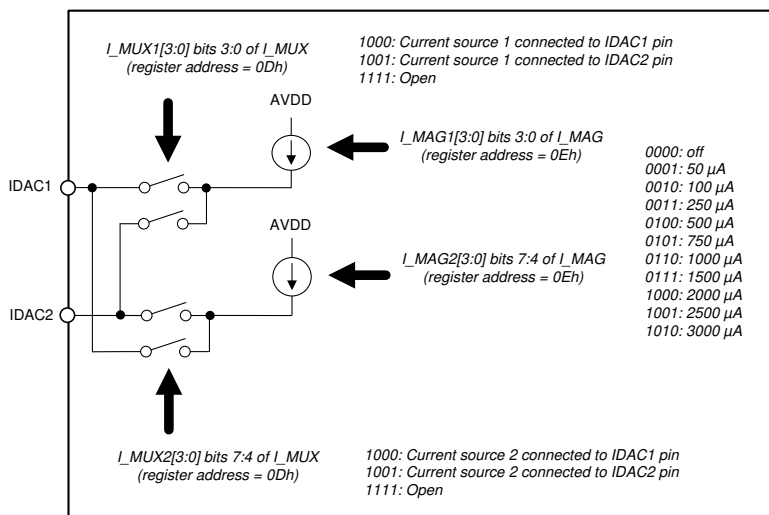 I_MUX1[3:0] bits 3:0 of I_MUX
(register address = 0Dh)
1000: Current source 1 connected to IDAC1 pin
1001: Current source 1 connected to IDAC2 pin
1111: Open
AVDD
I_MAG1[3:0] bits 3:0 of I_MAG
(register address = 0Eh)
IDAC1
AVDD
I_MAG2[3:0] bits 7:4 of I_MAG
(register address = 0Eh)
IDAC2
0000: off
0001: 50 µA
0010: 100 µA
0011: 250 µA
0100: 500 µA
0101: 750 µA
0110: 1000 µA
0111: 1500 µA
1000: 2000 µA
1001: 2500 µA
1010: 3000 µA
I_MUX2[3:0] bits 7:4 of I_MUX
(register address = 0Dh)
1000: Current source 2 connected to IDAC1 pin
1001: Current source 2 connected to IDAC2 pin
1111: Open